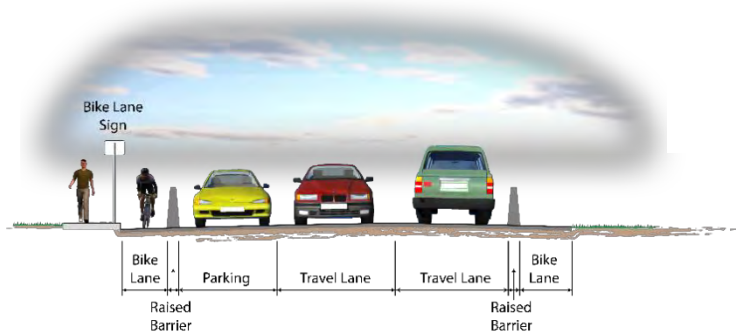 Bike Lane
Sign
Bike
Lane
Parking
Travel Lane
Travel Lane
Bike
Lane
Raised
Barrier
Raised
Barrier